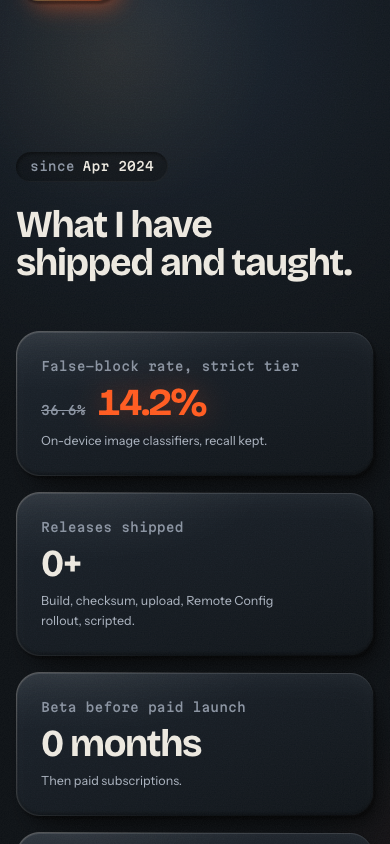 since Apr 2024
What I have
shipped and taught.
False-block rate, strict tier
36.6% 14.2%
On-device image classifiers, recall kept.
Releases shipped
0+
Build, checksum, upload, Remote Config
rollout, scripted.
Beta before paid launch
0 months
Then paid subscriptions.